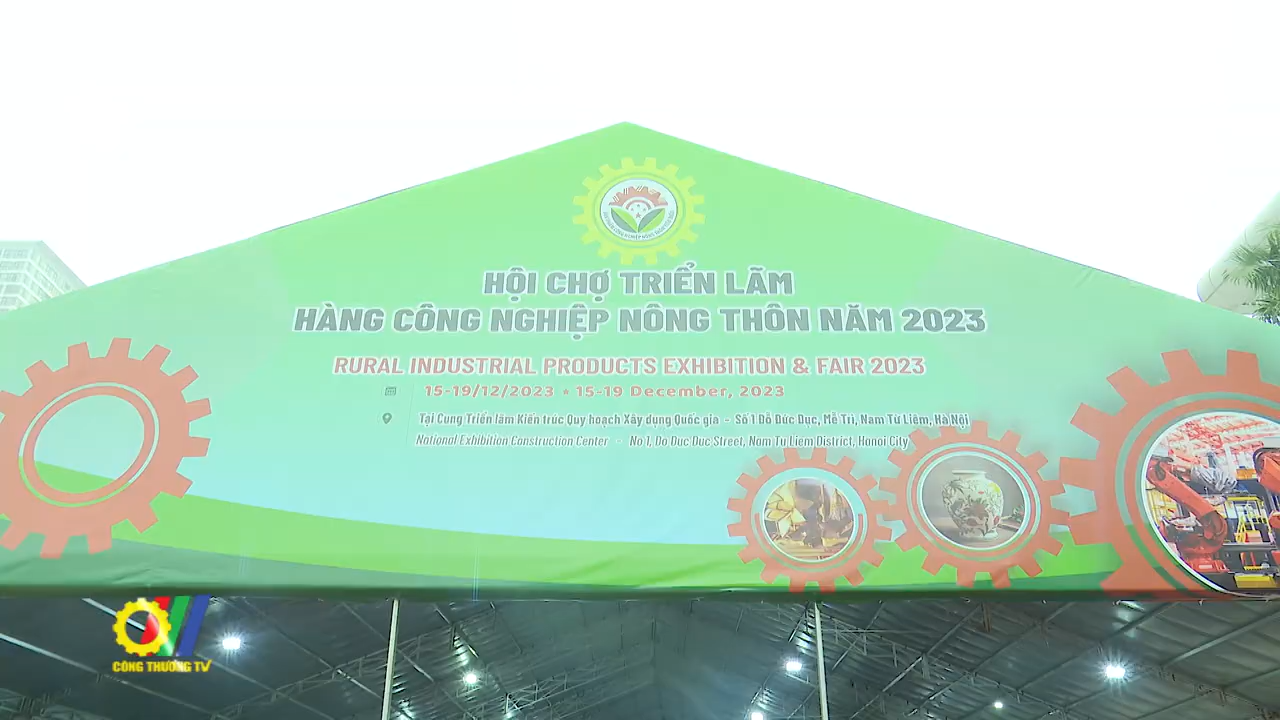 HỘI CHỢ TRIỂN LÃM
HÀNG CÔNG NGHIỆP NÔNG THÔN NĂM 2023
RURAL INDUSTRIAL PRODUCTS EXHIBITION & FAIR 2023
15-19/12/2023 * 15-19 December, 2023
Tại Cung Triển lãm Kiến trúc Quy hoạch Xây dựng Quốc gia - Số 1 Đỗ Đức Dục, Mễ Trì, Nam Từ Liêm, Hà Nội
National Exhibition Construction Center - No 1, Do Duc Duc Street, Nam Tu Liem District, Hanoi City
CÔNG THƯƠNG TV